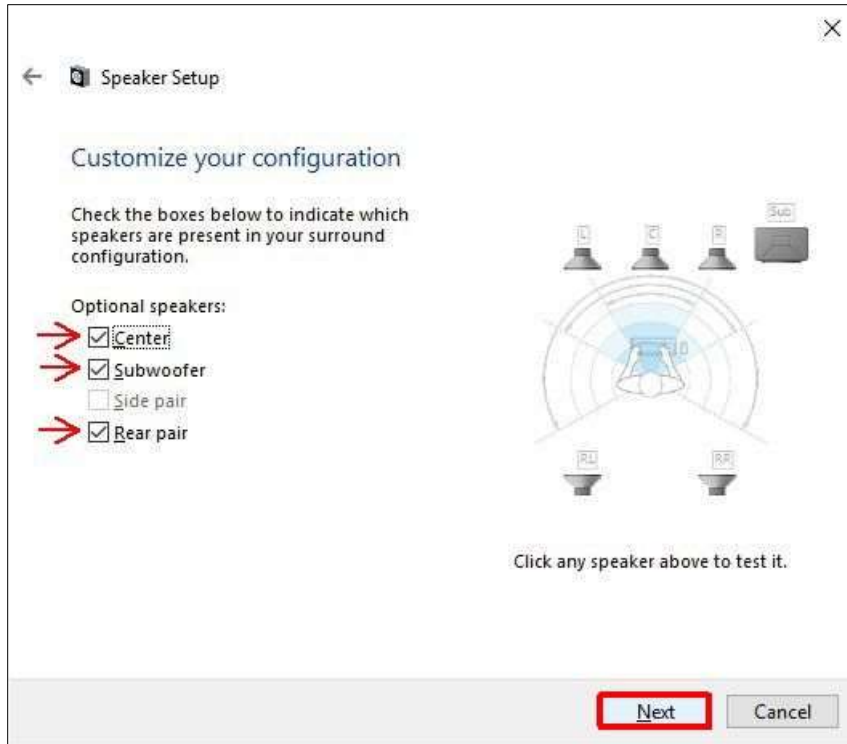 Speaker Setup
Customize your configuration
Check the boxes below to indicate which
speakers are present in your surround
configuration.
Optional speakers:
Center
Subwoofer
Side pair
Rear pair
L C R Sub
RL RR
Click any speaker above to test it.
Next Cancel